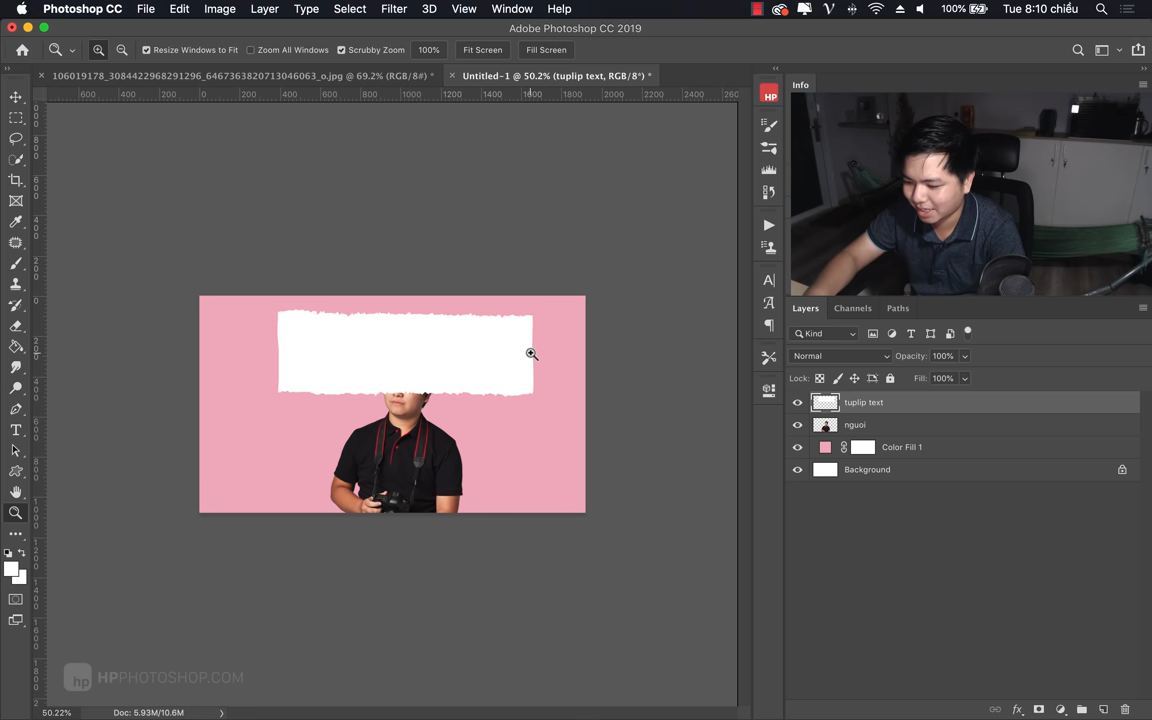 Photoshop CC File Edit Image Layer Type Select Filter 3D View Window Help 100% Tue 8:10 chiều
Adobe Photoshop CC 2019
Resize Windows to Fit Zoom All Windows Scrubby Zoom 100% Fit Screen Fill Screen
106019178_3084422968291296_6467363820713046063_o.jpg @ 69.2% (RGB/8#) * Untitled-1 @ 50.2% (tuplip text, RGB/8*) *
600 400 200 0 200 400 600 800 1000 1200 1400 1600 1800 2000 2200 2400 260
HP
Info
Layers Channels Paths
Kind
Normal Opacity: 100%
Lock: Fill: 100%
tuplip text
nguoi
Color Fill 1
Background
hp HPPHOTOSHOP.COM
50.22% Doc: 5.93M/10.6M